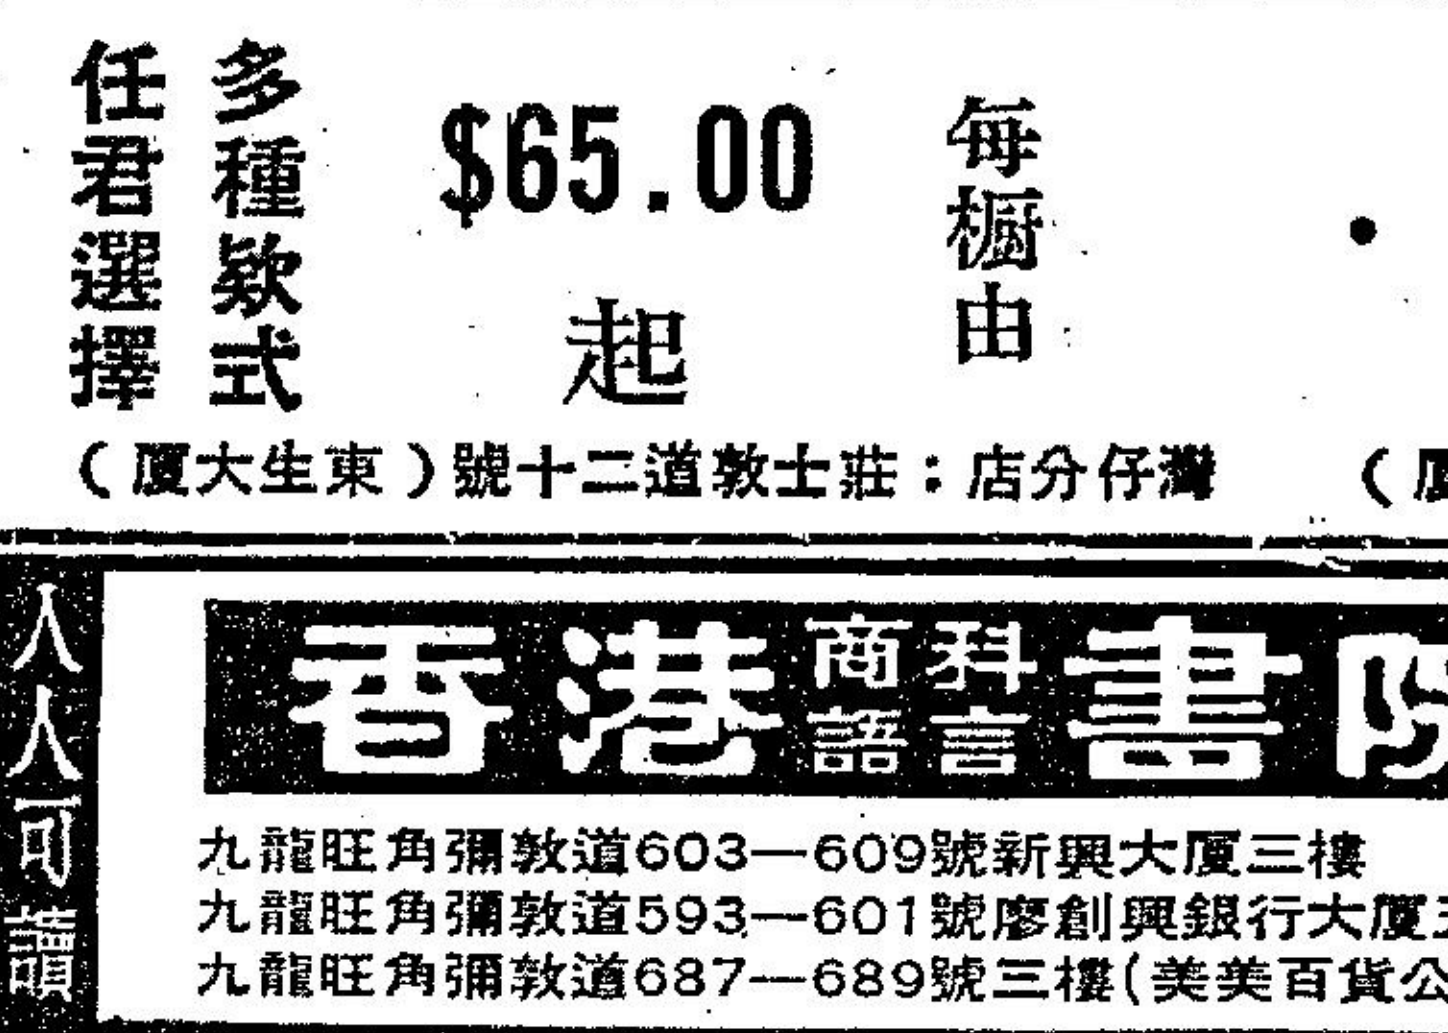 每櫥由
$65.00
起
多種欵式
任君選擇
灣仔分店：莊士敦道二十號（東生大厦）
人人可讀
香港商科語言書院
九龍旺角彌敦道603—609號新興大厦三樓
九龍旺角彌敦道593—601號廖創興銀行大厦
九龍旺角彌敦道687—689號三樓(美美百貨公